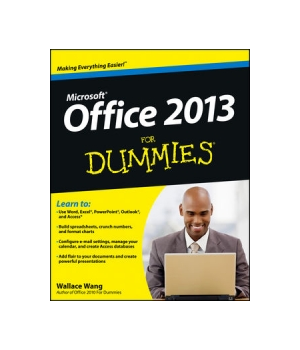 Making Everything Easier!™
Microsoft®
Office 2013
FOR
DUMMIES®
Learn to:
• Use Word, Excel®, PowerPoint®, Outlook®,
and Access®
• Build spreadsheets, crunch numbers,
and format charts
• Configure e-mail settings, manage your
calendar, and create Access databases
• Add flair to your documents and create
powerful presentations
Wallace Wang
Author of Office 2010 For Dummies